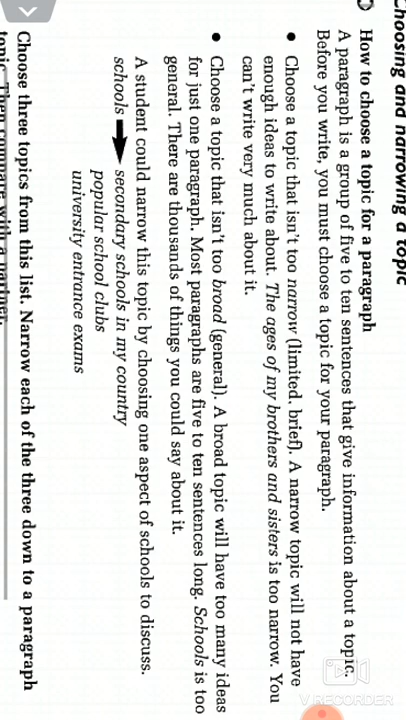 Choosing and narrowing a topic
How to choose a topic for a paragraph
A paragraph is a group of five to ten sentences that give information about a topic.
Before you write, you must choose a topic for your paragraph.
• Choose a topic that isn't too narrow (limited, brief). A narrow topic will not have
enough ideas to write about. The ages of my brothers and sisters is too narrow. You
can't write very much about it.
• Choose a topic that isn't too broad (general). A broad topic will have too many ideas
for just one paragraph. Most paragraphs are five to ten sentences long. Schools is too
general. There are thousands of things you could say about it.
A student could narrow this topic by choosing one aspect of schools to discuss.
schools → secondary schools in my country
popular school clubs
university entrance exams
Choose three topics from this list. Narrow each of the three down to a paragraph
topic. Then compare with a partner.
V RECORDER